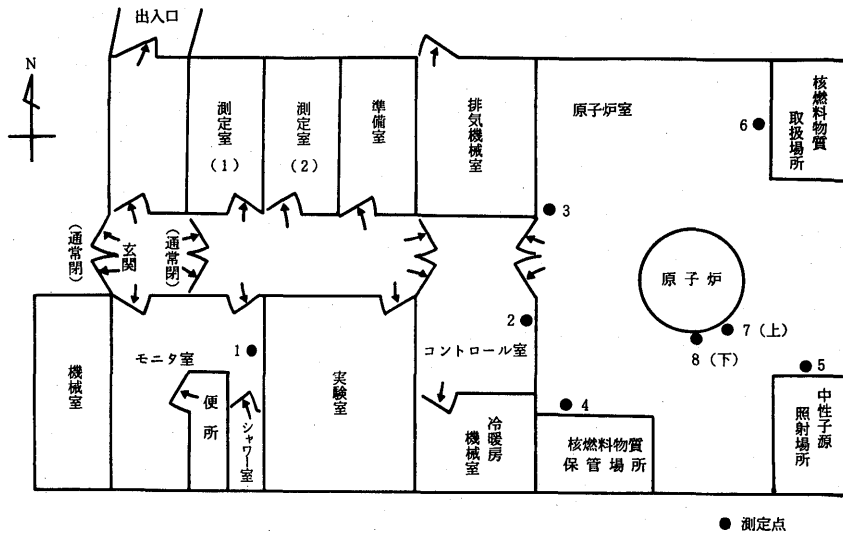 出入口
N
測定室
(1)
測定室
(2)
準備室
排気機械室
原子炉室
核燃料物質
取扱場所
6
3
(通常閉)
玄関
(通常閉)
原子炉
7(上)
8(下)
5
2
コントロール室
1
モニタ室
機械室
便所
シャワー室
実験室
冷暖房
機械室
4
核燃料物質
保管場所
中性子源
照射場所
● 測定点